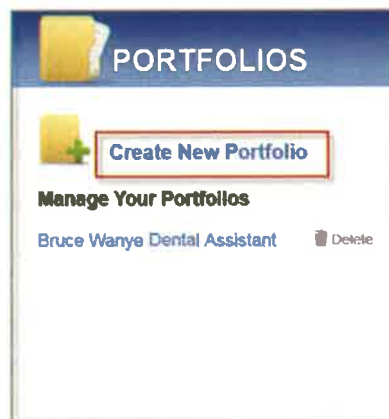 PORTFOLIOS
Create New Portfolio
Manage Your Portfolios
Bruce Wanye Dental Assistant
Delete